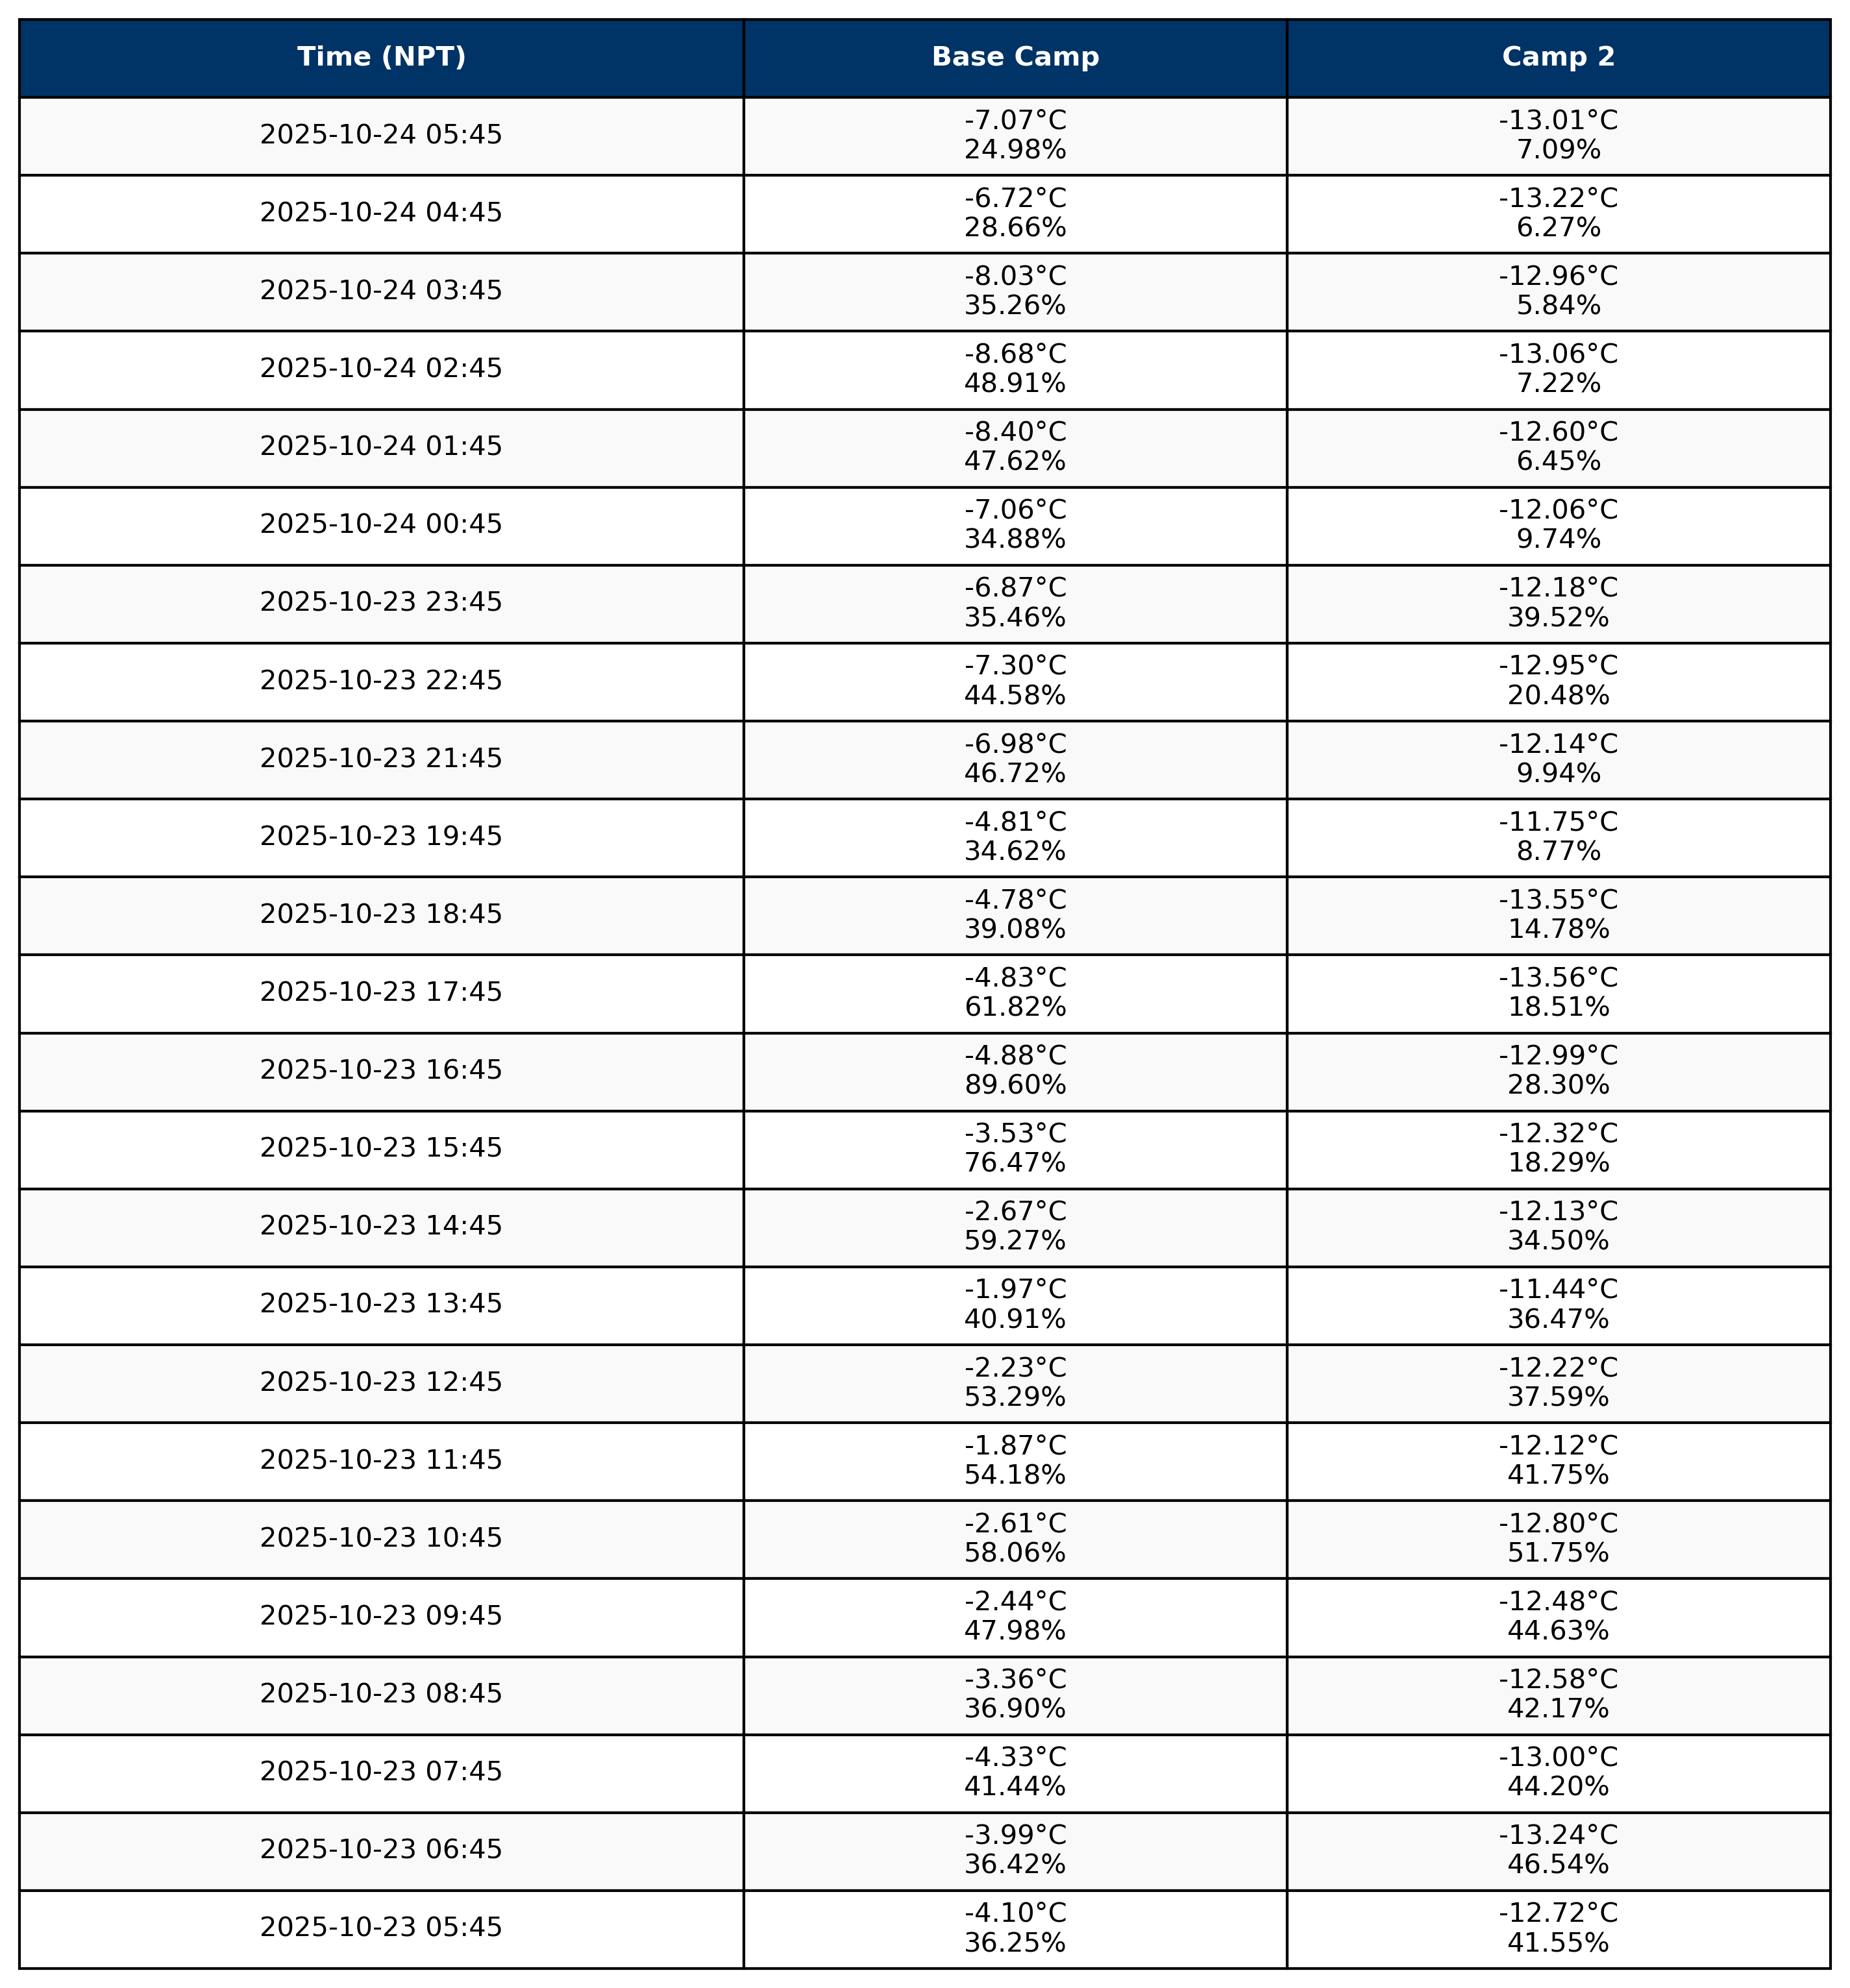 Time (NPT) Base Camp Camp 2
2025-10-24 05:45 -7.07°C -13.01°C
24.98% 7.09%
2025-10-24 04:45 -6.72°C -13.22°C
28.66% 6.27%
2025-10-24 03:45 -8.03°C -12.96°C
35.26% 5.84%
2025-10-24 02:45 -8.68°C -13.06°C
48.91% 7.22%
2025-10-24 01:45 -8.40°C -12.60°C
47.62% 6.45%
2025-10-24 00:45 -7.06°C -12.06°C
34.88% 9.74%
2025-10-23 23:45 -6.87°C -12.18°C
35.46% 39.52%
2025-10-23 22:45 -7.30°C -12.95°C
44.58% 20.48%
2025-10-23 21:45 -6.98°C -12.14°C
46.72% 9.94%
2025-10-23 19:45 -4.81°C -11.75°C
34.62% 8.77%
2025-10-23 18:45 -4.78°C -13.55°C
39.08% 14.78%
2025-10-23 17:45 -4.83°C -13.56°C
61.82% 18.51%
2025-10-23 16:45 -4.88°C -12.99°C
89.60% 28.30%
2025-10-23 15:45 -3.53°C -12.32°C
76.47% 18.29%
2025-10-23 14:45 -2.67°C -12.13°C
59.27% 34.50%
2025-10-23 13:45 -1.97°C -11.44°C
40.91% 36.47%
2025-10-23 12:45 -2.23°C -12.22°C
53.29% 37.59%
2025-10-23 11:45 -1.87°C -12.12°C
54.18% 41.75%
2025-10-23 10:45 -2.61°C -12.80°C
58.06% 51.75%
2025-10-23 09:45 -2.44°C -12.48°C
47.98% 44.63%
2025-10-23 08:45 -3.36°C -12.58°C
36.90% 42.17%
2025-10-23 07:45 -4.33°C -13.00°C
41.44% 44.20%
2025-10-23 06:45 -3.99°C -13.24°C
36.42% 46.54%
2025-10-23 05:45 -4.10°C -12.72°C
36.25% 41.55%